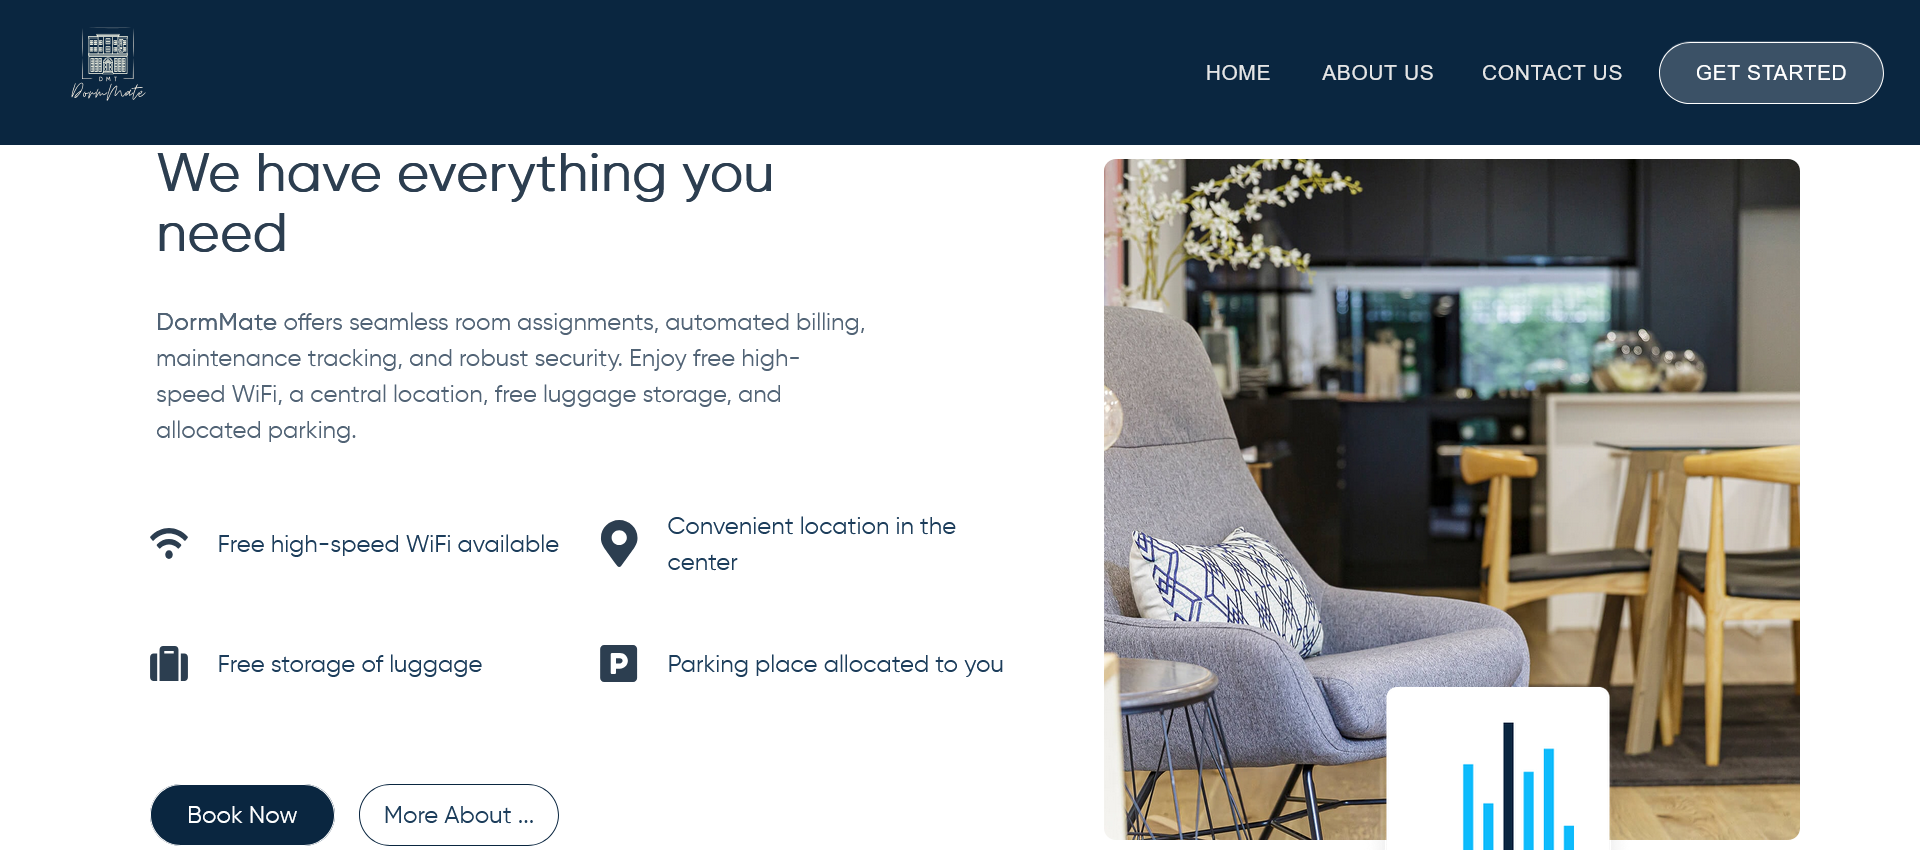 DMT
DormMate
HOME
ABOUT US
CONTACT US
GET STARTED
We have everything you
need
DormMate offers seamless room assignments, automated billing,
maintenance tracking, and robust security. Enjoy free high-
speed WiFi, a central location, free luggage storage, and
allocated parking.
Free high-speed WiFi available
Convenient location in the
center
Free storage of luggage
P
Parking place allocated to you
Book Now
More About ...